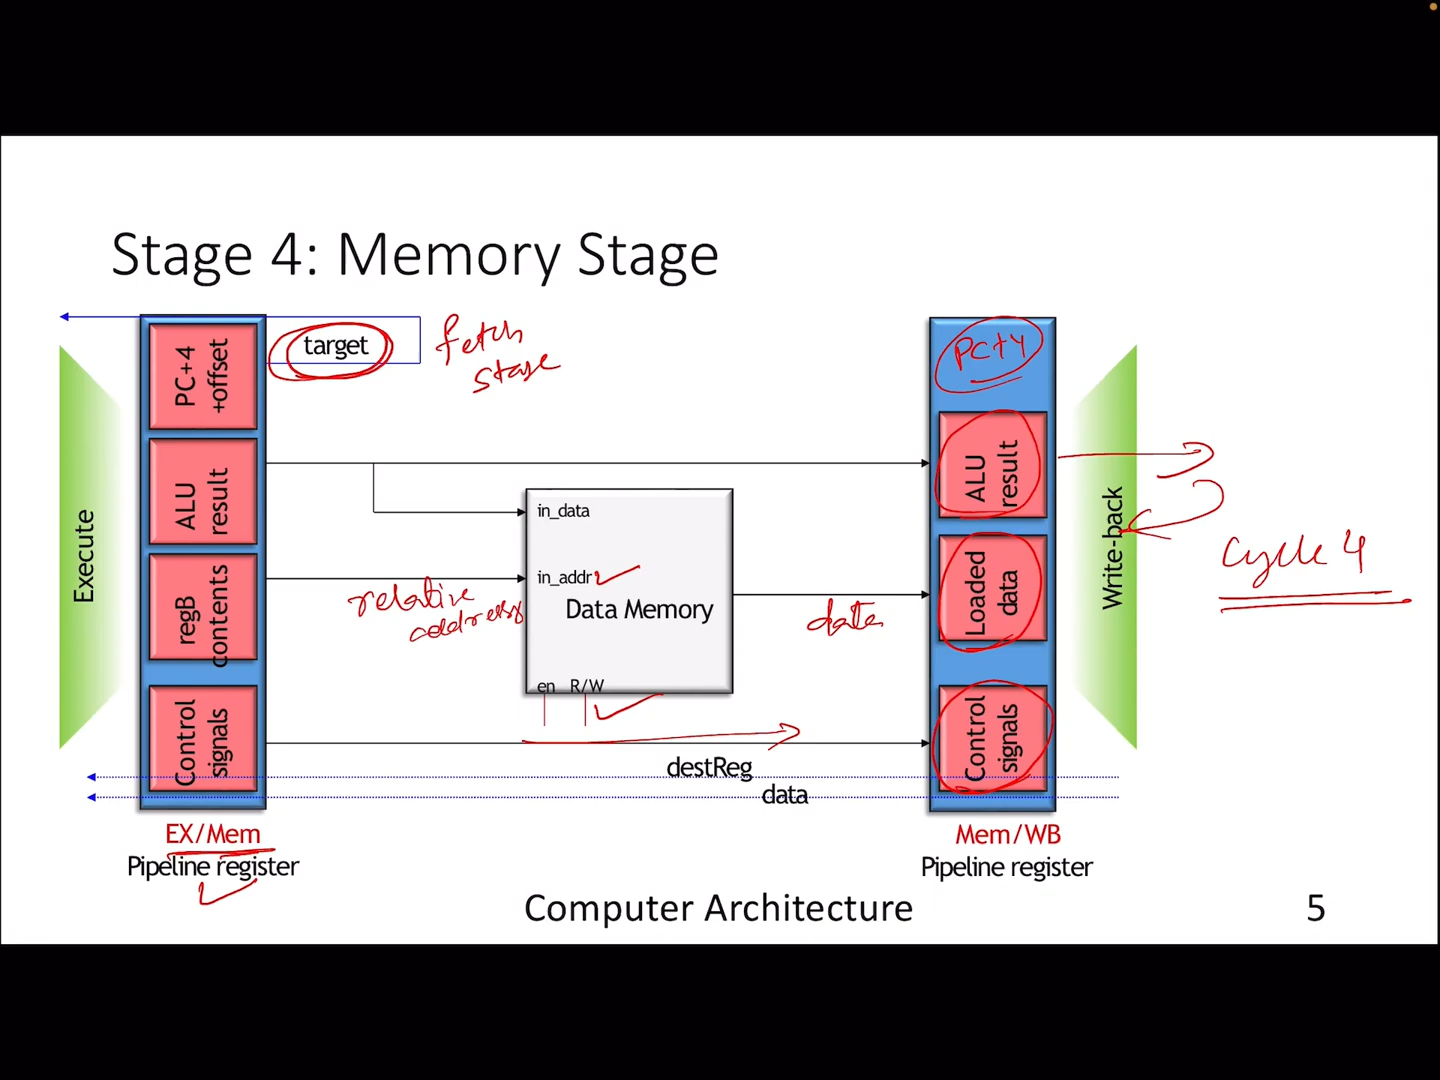 Stage 4: Memory Stage
PC+4
+offset
target
fetch
stage
PC+4
ALU
result
ALU
result
Execute
in_data
in_addr
Data Memory
en R/W
regB
contents
relative
address
data
Loaded
data
Write-back
Cycle 4
Control
signals
Control
signals
destReg
data
EX/Mem
Pipeline register
Mem/WB
Pipeline register
Computer Architecture
5